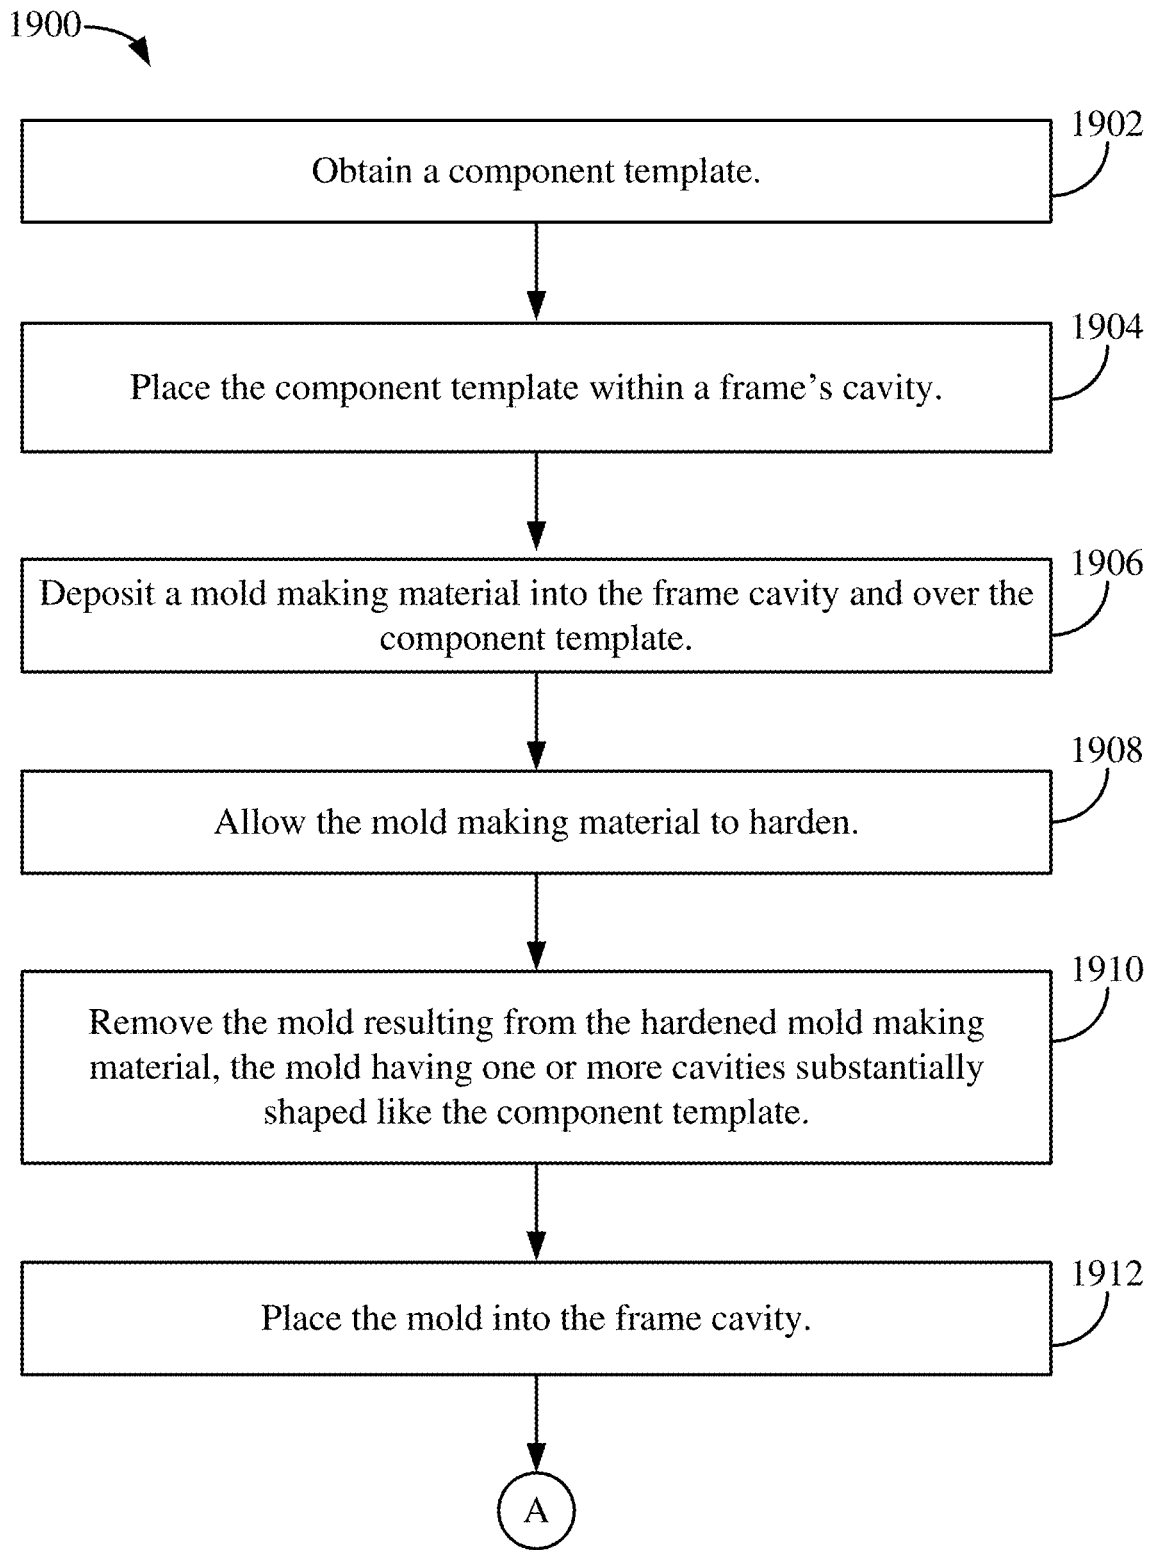 1900
1902
Obtain a component template.
1904
Place the component template within a frame’s cavity.
1906
Deposit a mold making material into the frame cavity and over the
component template.
1908
Allow the mold making material to harden.
1910
Remove the mold resulting from the hardened mold making
material, the mold having one or more cavities substantially
shaped like the component template.
1912
Place the mold into the frame cavity.
A